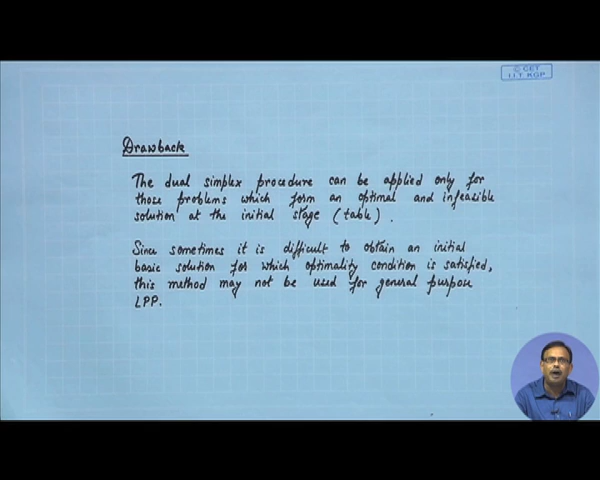 © CET
I.I.T. KGP
Drawback
The dual simplex procedure can be applied only for
those problems which form an optimal and infeasible
solution at the initial stage (table).
Since sometimes it is difficult to obtain an initial
basic solution for which optimality condition is satisfied,
this method may not be used for general purpose
LPP.